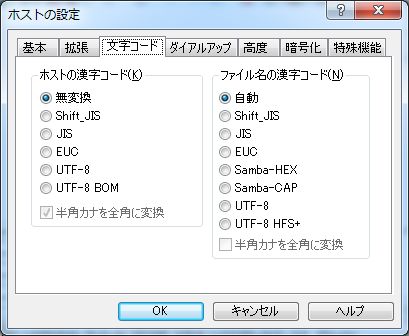 ホストの設定
基本 拡張 文字コード ダイアルアップ 高度 暗号化 特殊機能
ホストの漢字コード(K)
無変換
Shift_JIS
JIS
EUC
UTF-8
UTF-8 BOM
半角カナを全角に変換
ファイル名の漢字コード(N)
自動
Shift_JIS
JIS
EUC
Samba-HEX
Samba-CAP
UTF-8
UTF-8 HFS+
半角カナを全角に変換
OK キャンセル ヘルプ